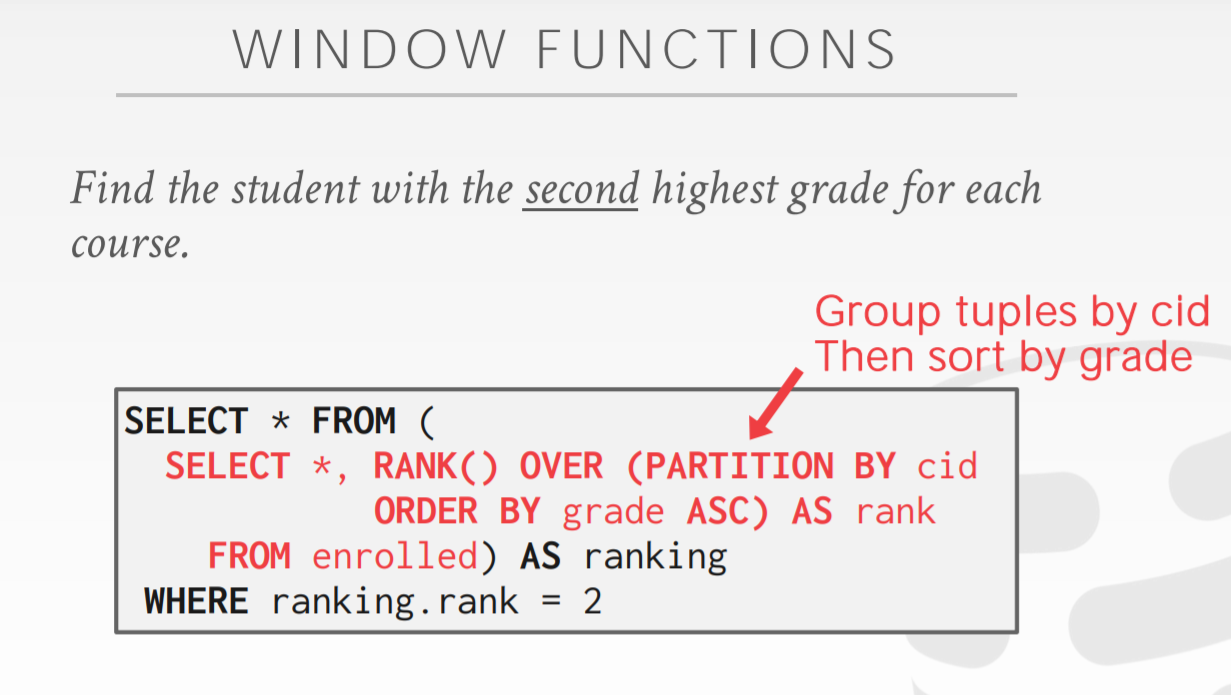 WINDOW FUNCTIONS
Find the student with the second highest grade for each
course.
Group tuples by cid
Then sort by grade
SELECT * FROM (
SELECT *, RANK() OVER (PARTITION BY cid
ORDER BY grade ASC) AS rank
FROM enrolled) AS ranking
WHERE ranking.rank = 2